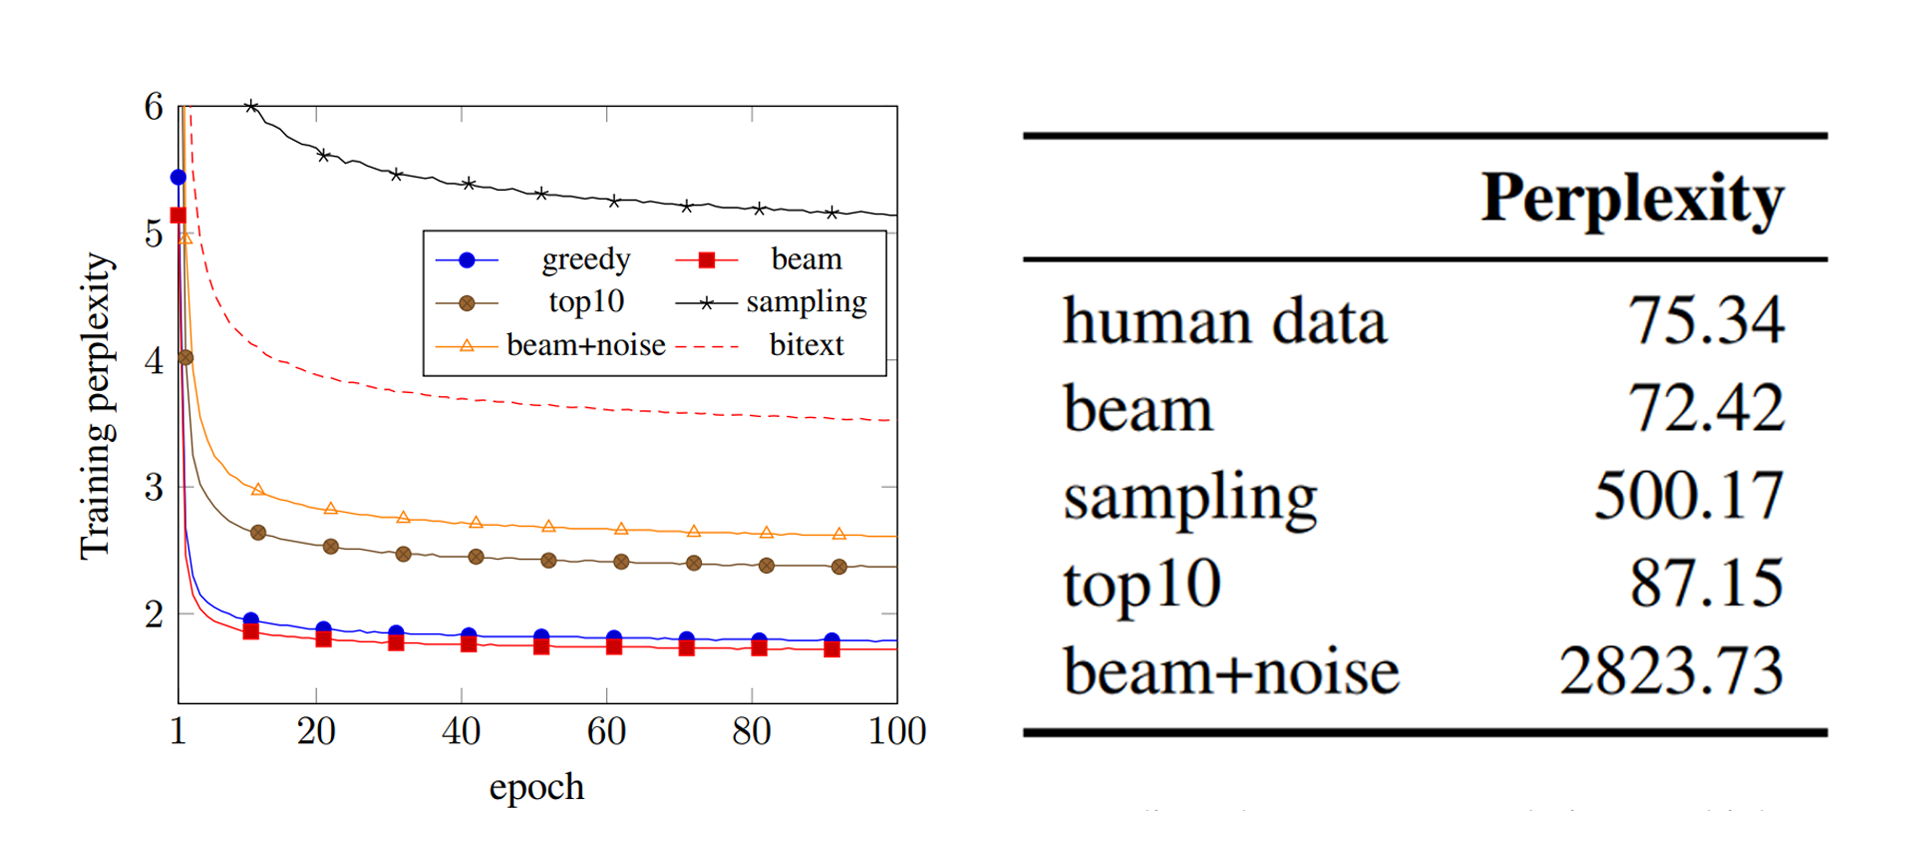 6
5
4
3
2
Training perplexity
greedy beam
top10 sampling
beam+noise bitext
1 20 40 60 80 100
epoch
Perplexity
human data 75.34
beam 72.42
sampling 500.17
top10 87.15
beam+noise 2823.73